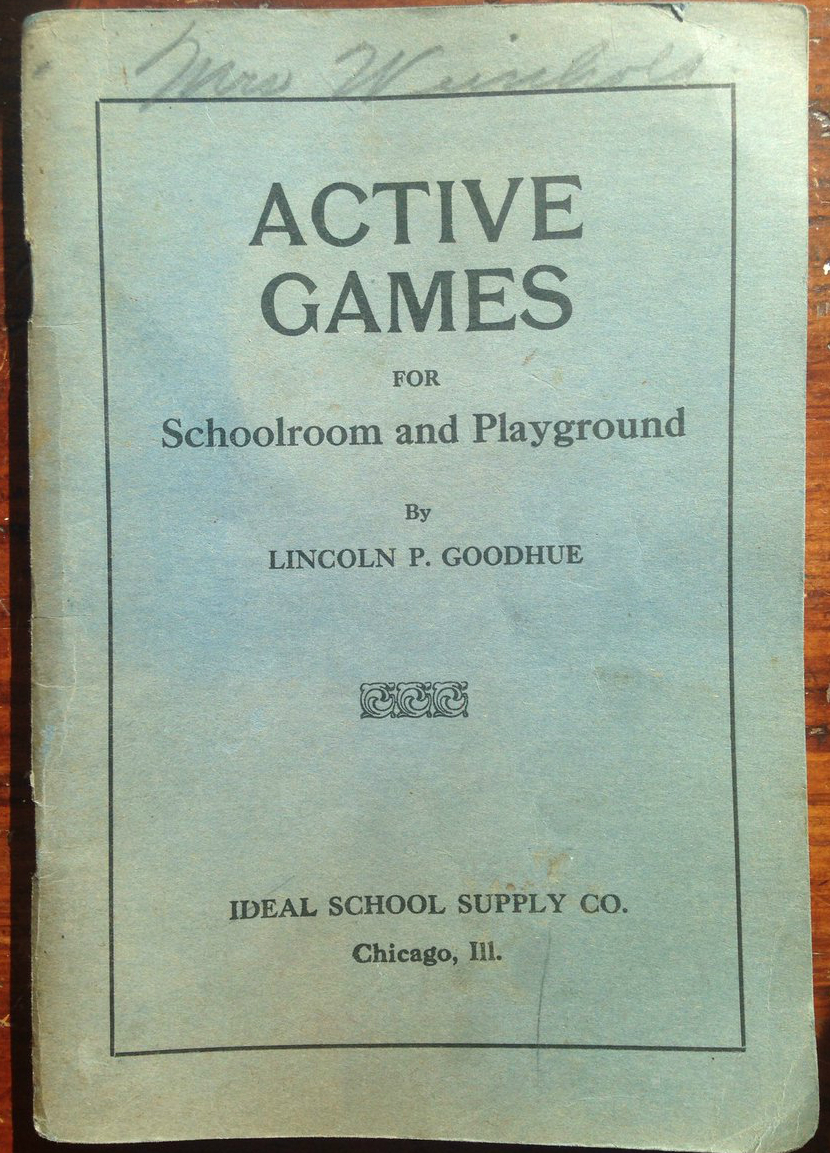 Mrs
ACTIVE
GAMES
FOR
Schoolroom and Playground
By
LINCOLN P. GOODHUE
IDEAL SCHOOL SUPPLY CO.
Chicago, Ill.